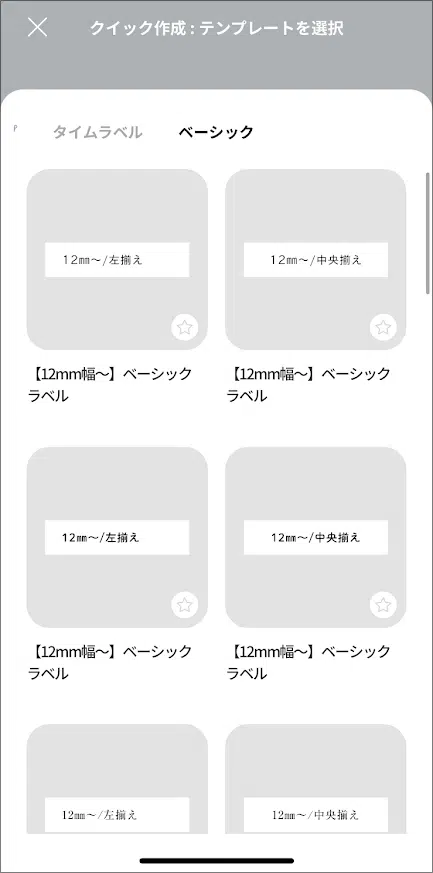 クイック作成 : テンプレートを選択
タイムラベル ベーシック
12㎜～/左揃え 12㎜～/中央揃え
【12mm幅～】ベーシック
ラベル
【12mm幅～】ベーシック
ラベル
12㎜～/左揃え 12㎜～/中央揃え
【12mm幅～】ベーシック
ラベル
【12mm幅～】ベーシック
ラベル
12㎜～/左揃え 12㎜～/中央揃え